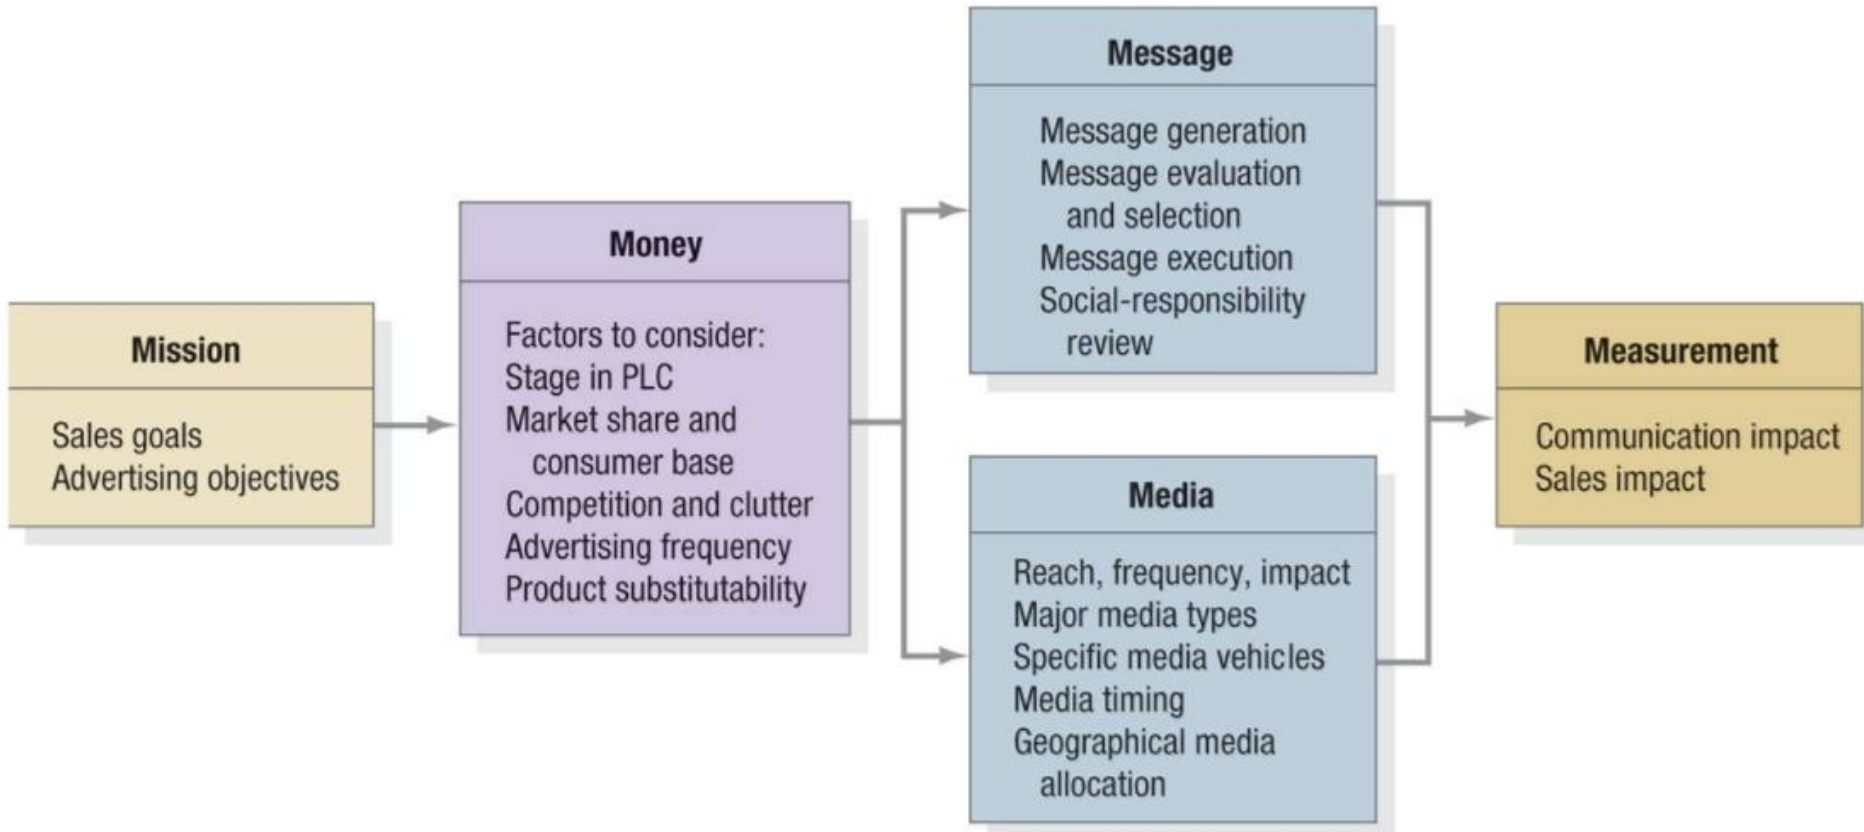 Mission
Sales goals
Advertising objectives
Money
Factors to consider:
Stage in PLC
Market share and
consumer base
Competition and clutter
Advertising frequency
Product substitutability
Message
Message generation
Message evaluation
and selection
Message execution
Social-responsibility
review
Media
Reach, frequency, impact
Major media types
Specific media vehicles
Media timing
Geographical media
allocation
Measurement
Communication impact
Sales impact